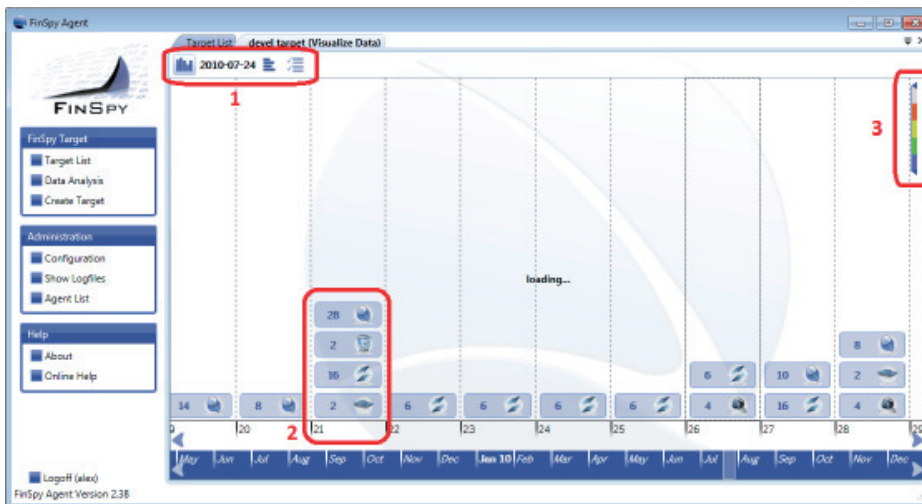 FinSpy Agent
Target List
devel target (Visualize Data)
2010-07-24
1
3
FINSPY
FinSpy Target
Target List
Data Analysis
Create Target
Administration
Configuration
Show Logfiles
Agent List
Help
About
Online Help
loading...
28
2
16
2
2
14
8
6
6
6
6
6
4
10
16
8
2
4
9 20 21 22 23 24 25 26 27 28 29
May Jun Jul Aug Sep Oct Nov Dec Jan 10 Feb Mar Apr May Jun Jul Aug Sep Oct Nov Dec
Logoff (alex)
FinSpy Agent Version 2.38